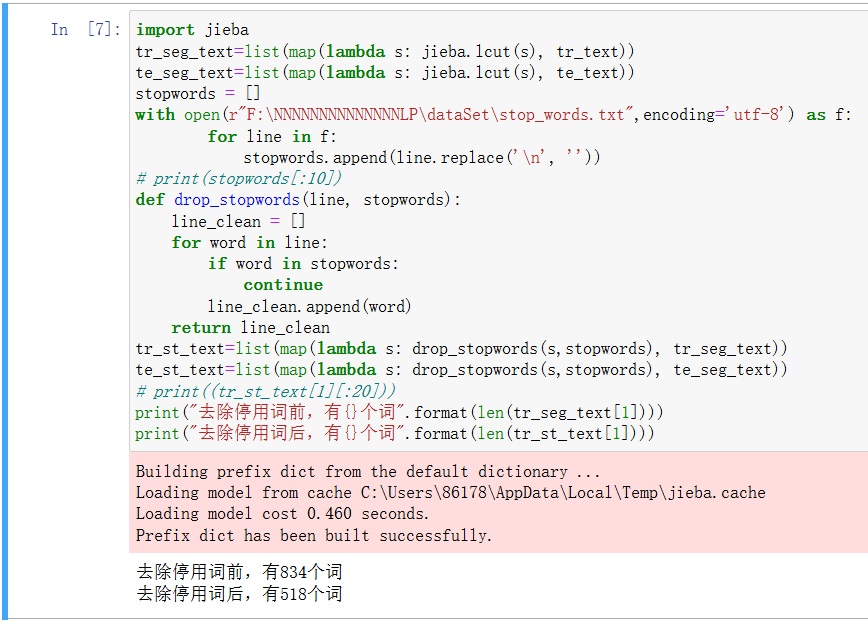 In [7]:
import jieba
tr_seg_text=list(map(lambda s: jieba.lcut(s), tr_text))
te_seg_text=list(map(lambda s: jieba.lcut(s), te_text))
stopwords = []
with open(r"F:\NNNNNNNNNNNNNNLP\dataSet\stop_words.txt",encoding='utf-8') as f:
        for line in f:
            stopwords.append(line.replace('\n', ''))
# print(stopwords[:10])
def drop_stopwords(line, stopwords):
    line_clean = []
    for word in line:
        if word in stopwords:
            continue
        line_clean.append(word)
    return line_clean
tr_st_text=list(map(lambda s: drop_stopwords(s,stopwords), tr_seg_text))
te_st_text=list(map(lambda s: drop_stopwords(s,stopwords), te_seg_text))
# print((tr_st_text[1][:20]))
print("去除停用词前，有{}个词".format(len(tr_seg_text[1])))
print("去除停用词后，有{}个词".format(len(tr_st_text[1])))
Building prefix dict from the default dictionary ...
Loading model from cache C:\Users\86178\AppData\Local\Temp\jieba.cache
Loading model cost 0.460 seconds.
Prefix dict has been built successfully.
去除停用词前，有834个词
去除停用词后，有518个词